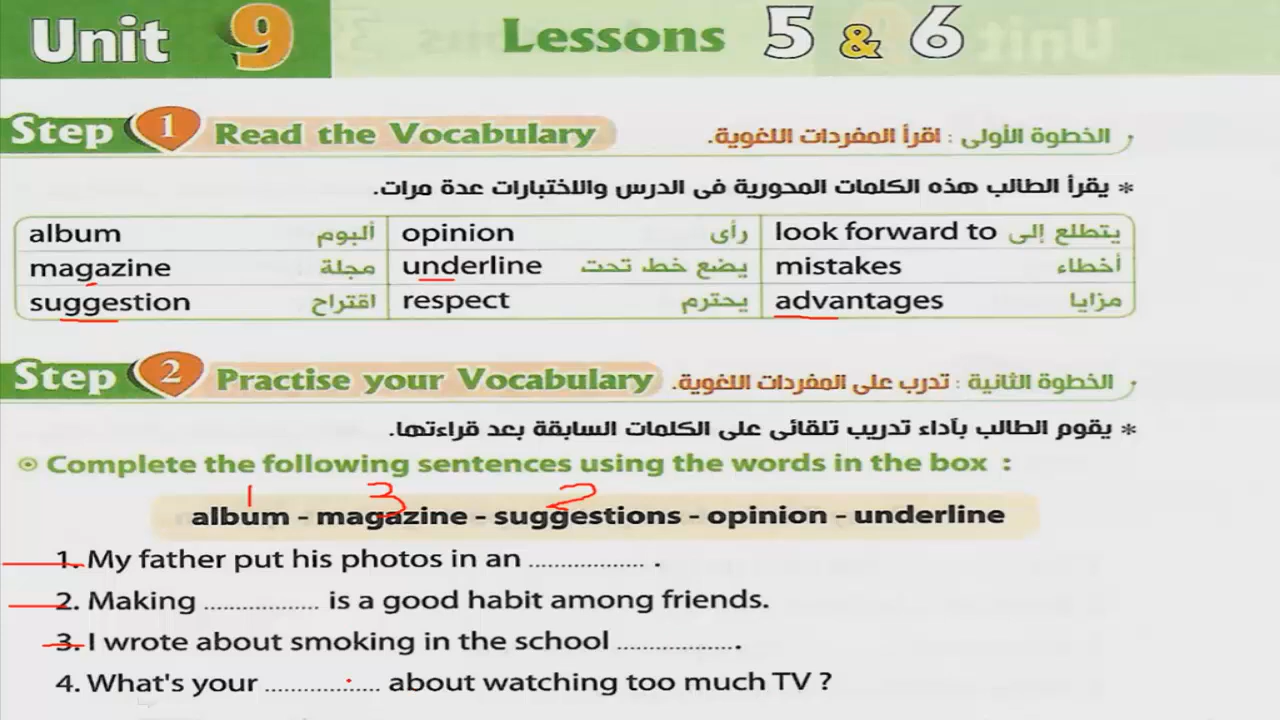 Unit 9 Lessons 5 & 6
Step 1 Read the Vocabulary الخطوة الأولى : اقرأ المفردات اللغوية.
* يقرأ الطالب هذه الكلمات المحورية فى الدرس واللختبارات عدة مرات.
album ألبوم opinion رأى look forward to يتطلع إلى
magazine مجلة underline يضع خط تحت mistakes أخطاء
suggestion اقتراح respect يحترم advantages مزايا
Step 2 Practise your Vocabulary الخطوة الثانية : تدرب على المفردات اللغوية.
* يقوم الطالب بآداء تدريب تلقائى على الكلمات السابقة بعد قراءتها.
Complete the following sentences using the words in the box :
1 3 2
album - magazine - suggestions - opinion - underline
1. My father put his photos in an ................. .
2. Making ................. is a good habit among friends.
3. I wrote about smoking in the school .................
4. What's your ................. about watching too much TV ?